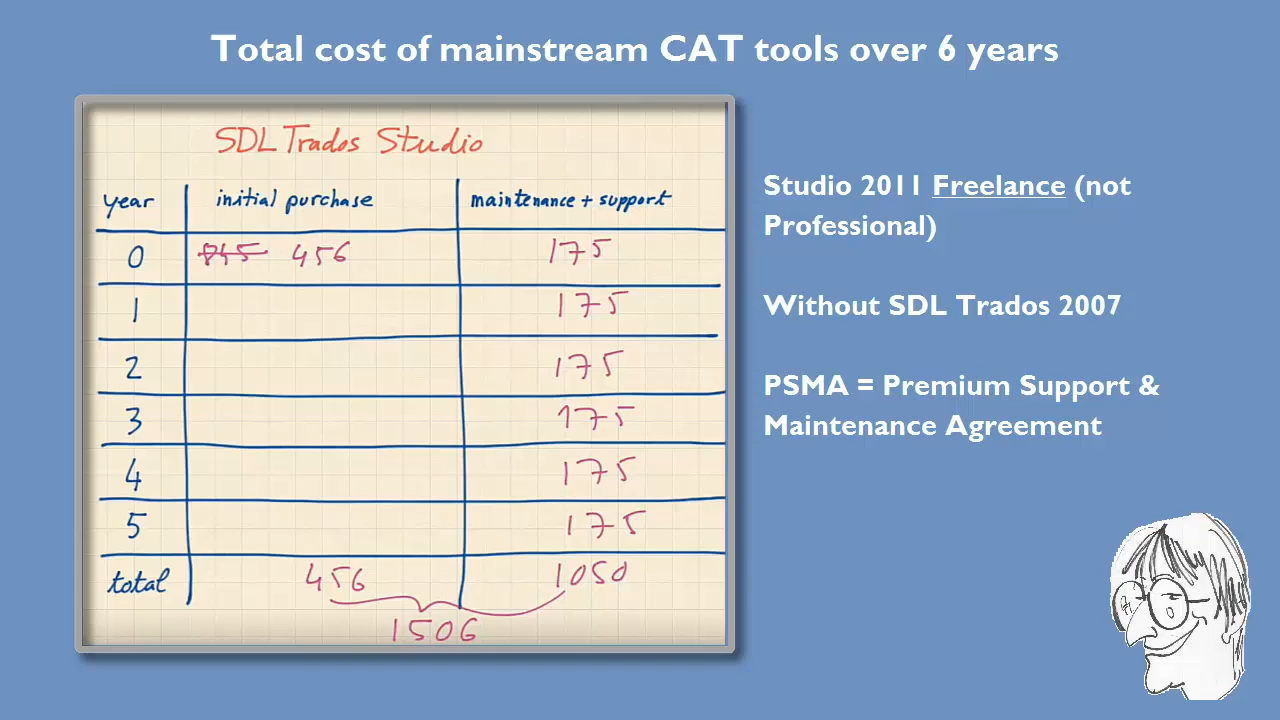 Total cost of mainstream CAT tools over 6 years
SDL Trados Studio
year initial purchase maintenance + support
0 845 456 175
1 175
2 175
3 175
4 175
5 175
total 456 1050
1506
Studio 2011 Freelance (not
Professional)
Without SDL Trados 2007
PSMA = Premium Support &
Maintenance Agreement